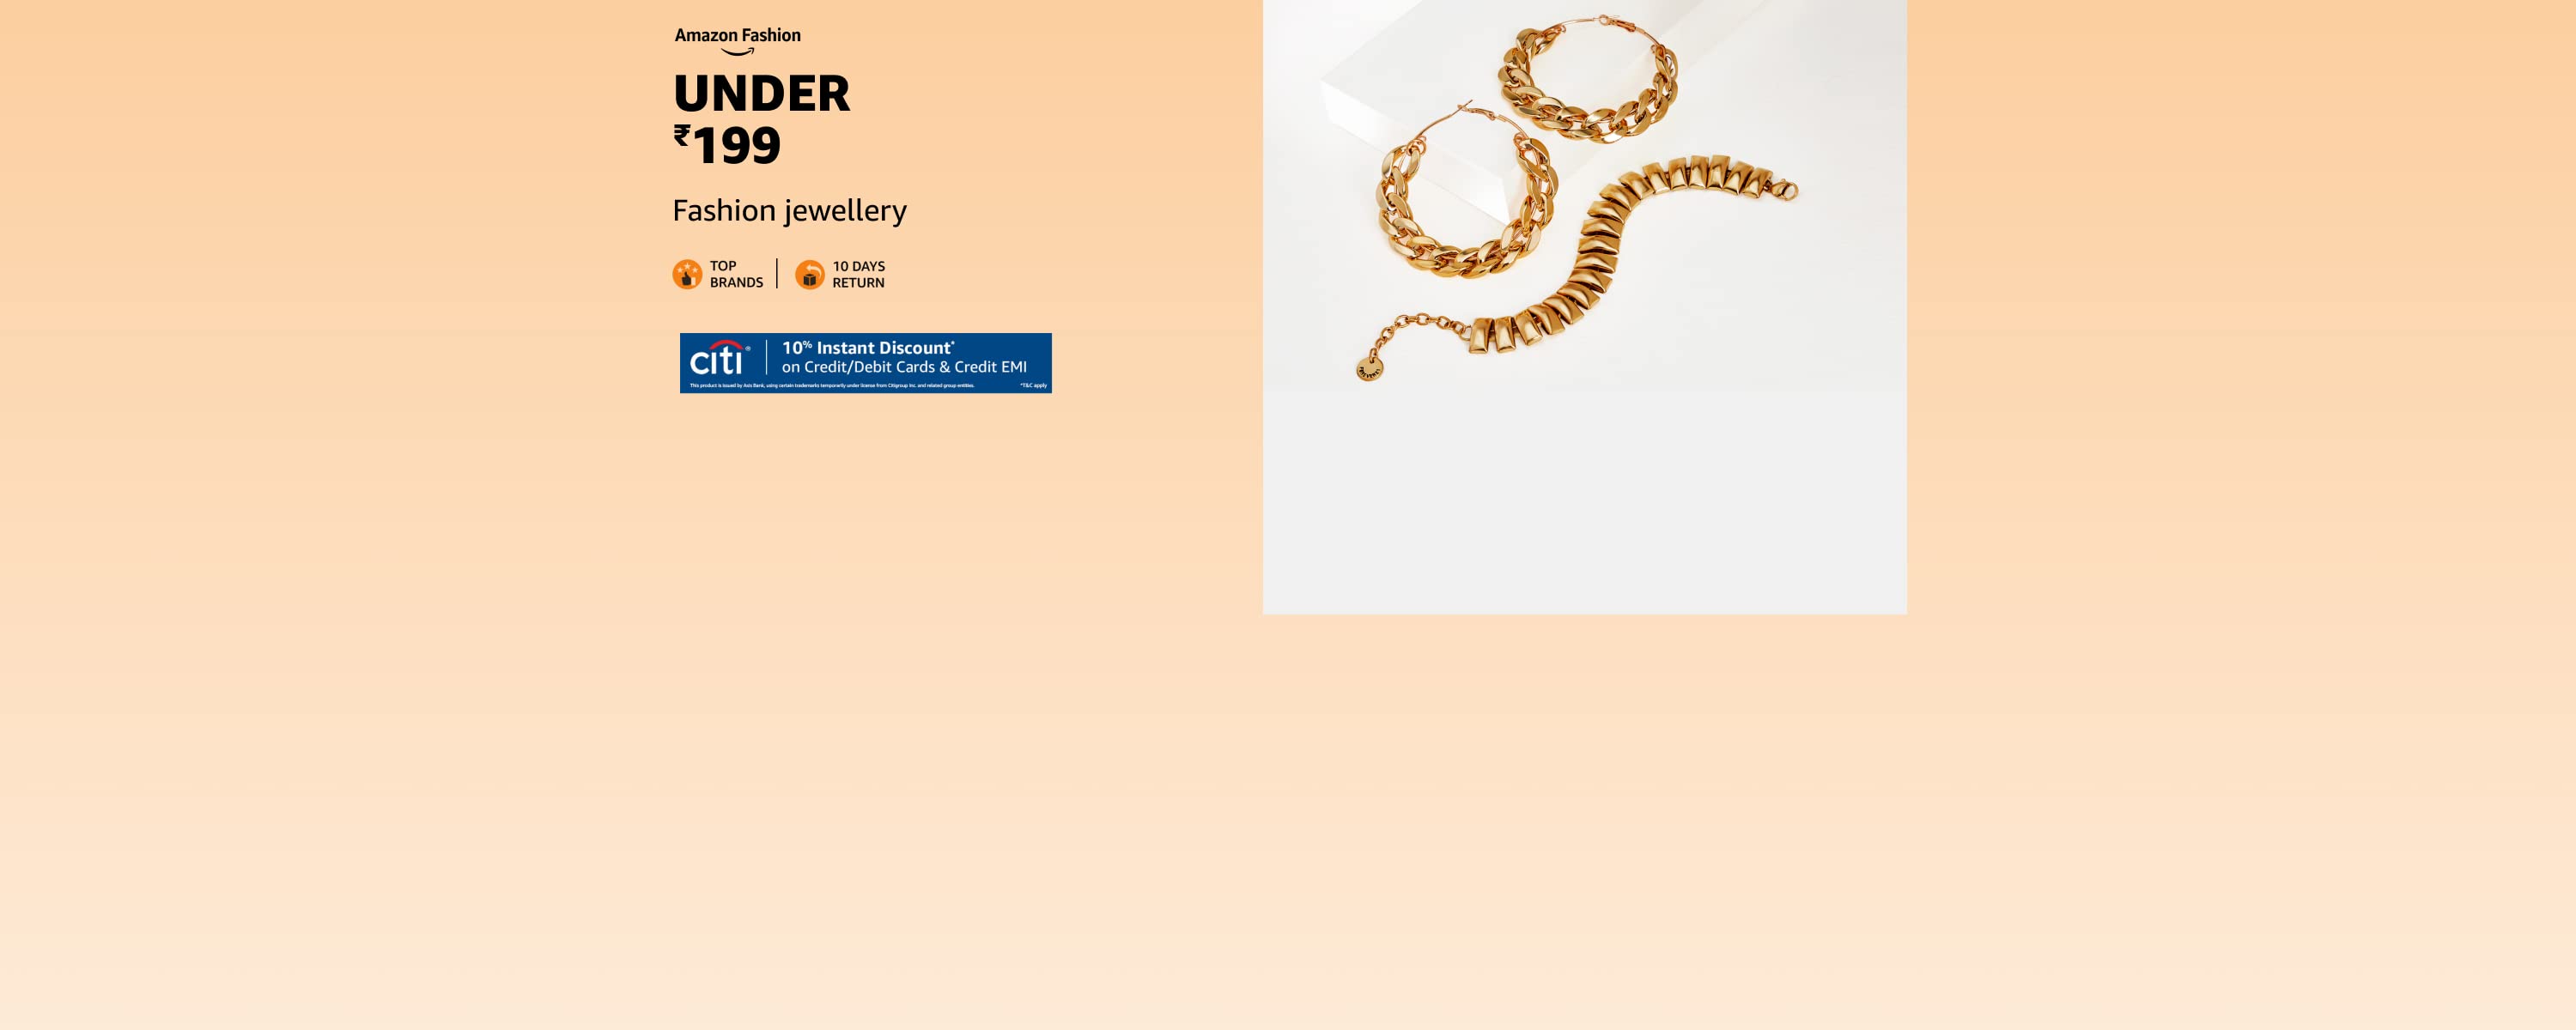 Amazon Fashion
UNDER
₹199
Fashion jewellery
TOP
BRANDS
10 DAYS
RETURN
citi®
10% Instant Discount*
on Credit/Debit Cards & Credit EMI
This product is issued by Axis Bank, using certain trademarks temporarily under license from Citigroup Inc. and related group entities.
*T&C apply